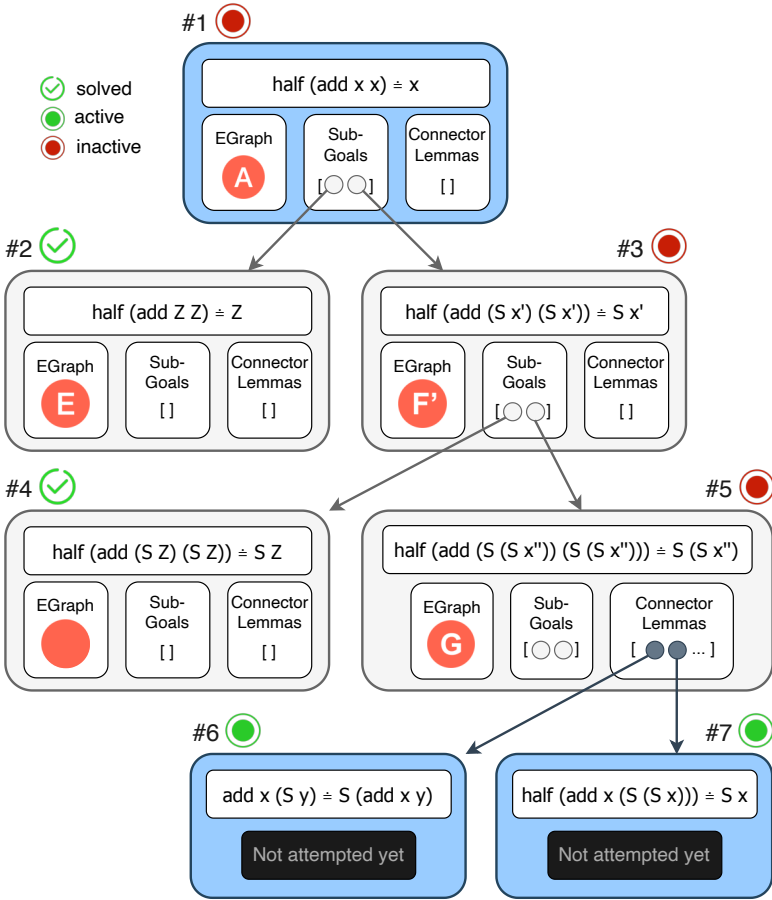 #1
solved
active
inactive
half (add x x) ≐ x
EGraph
A
Sub-
Goals
[ ]
Connector
Lemmas
[ ]
#2
#3
half (add Z Z) ≐ Z
EGraph
E
Sub-
Goals
[ ]
Connector
Lemmas
[ ]
half (add (S x') (S x')) ≐ S x'
EGraph
F'
Sub-
Goals
[ ]
Connector
Lemmas
[ ]
#4
#5
half (add (S Z) (S Z)) ≐ S Z
EGraph
Sub-
Goals
[ ]
Connector
Lemmas
[ ]
half (add (S (S x'')) (S (S x''))) ≐ S (S x'')
EGraph
G
Sub-
Goals
[ ]
Connector
Lemmas
[ ... ]
#6
#7
add x (S y) ≐ S (add x y)
Not attempted yet
half (add x (S (S x))) ≐ S x
Not attempted yet